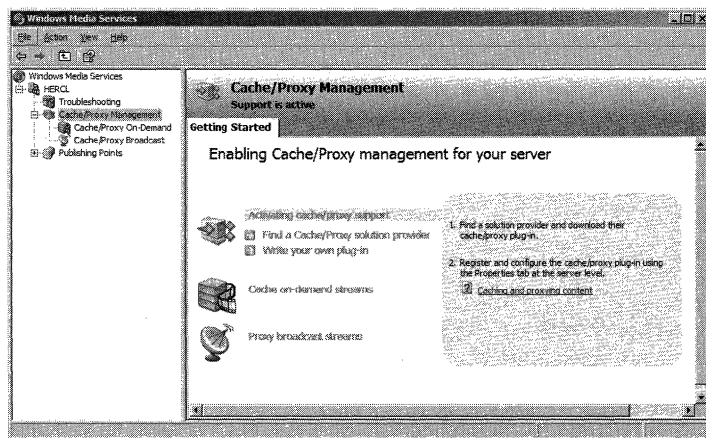 Windows Media Services
File Action View Help
Windows Media Services
HERCL
Troubleshooting
Cache/Proxy Management
Cache/Proxy On-Demand
Cache/Proxy Broadcast
Publishing Points
Cache/Proxy Management
Support is active
Getting Started
Enabling Cache/Proxy management for your server
Activating cache/proxy support
Find a Cache/Proxy solution provider
Write your own plug-in
Cache on-demand streams
Proxy broadcast streams
1. Find a solution provider and download their
cache/proxy plug-in.
2. Register and configure the cache/proxy plug-in using
the Properties tab at the server level.
Caching and proxying content